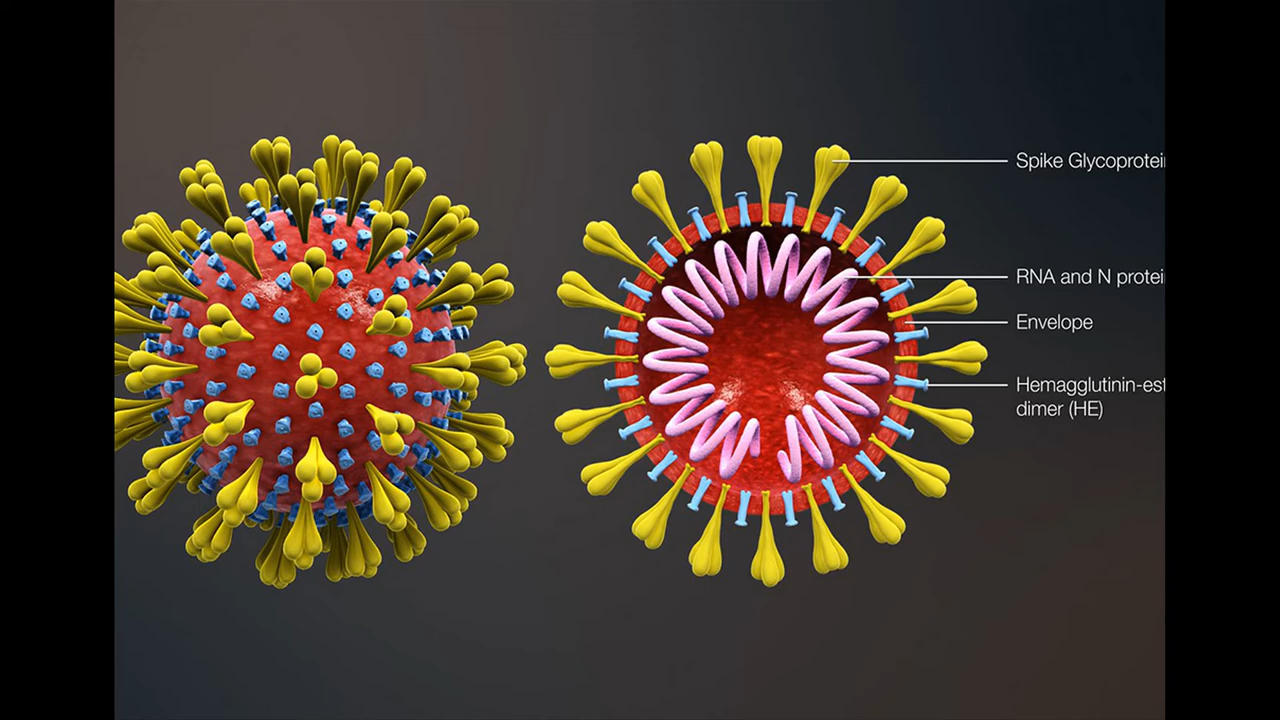 Spike Glycoprotei
RNA and N protei
Envelope
Hemagglutinin-est
dimer (HE)